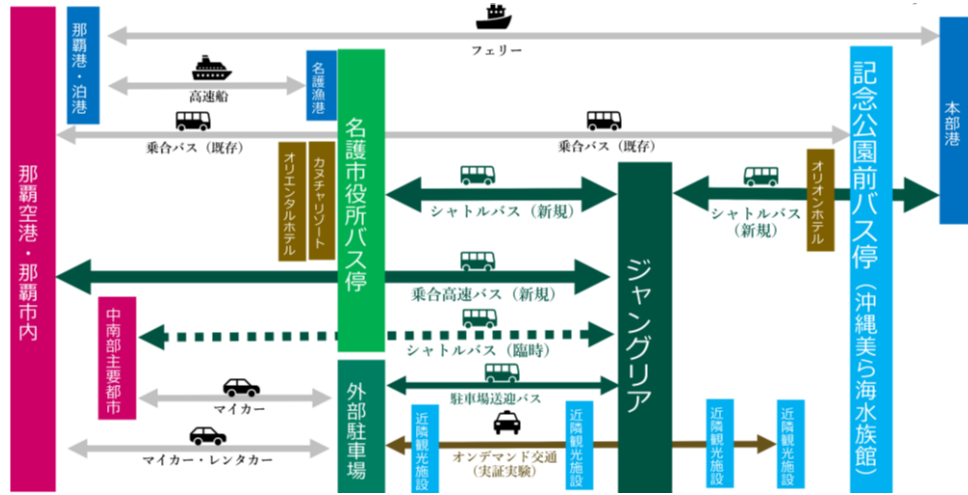 フェリー
那覇港・泊港
高速船
名護漁港
本部港
乗合バス（既存）
乗合バス（既存）
オリエンタルホテル
カヌチャリゾート
名護市役所バス停
シャトルバス（新規）
シャトルバス
（新規）
オリオンホテル
記念公園前バス停（沖縄美ら海水族館）
那覇空港・那覇市内
乗合高速バス（新規）
ジャングリア
中南部主要都市
シャトルバス（臨時）
マイカー
外部駐車場
駐車場送迎バス
マイカー・レンタカー
近隣観光施設
オンデマンド交通
（実証実験）
近隣観光施設
近隣観光施設
近隣観光施設